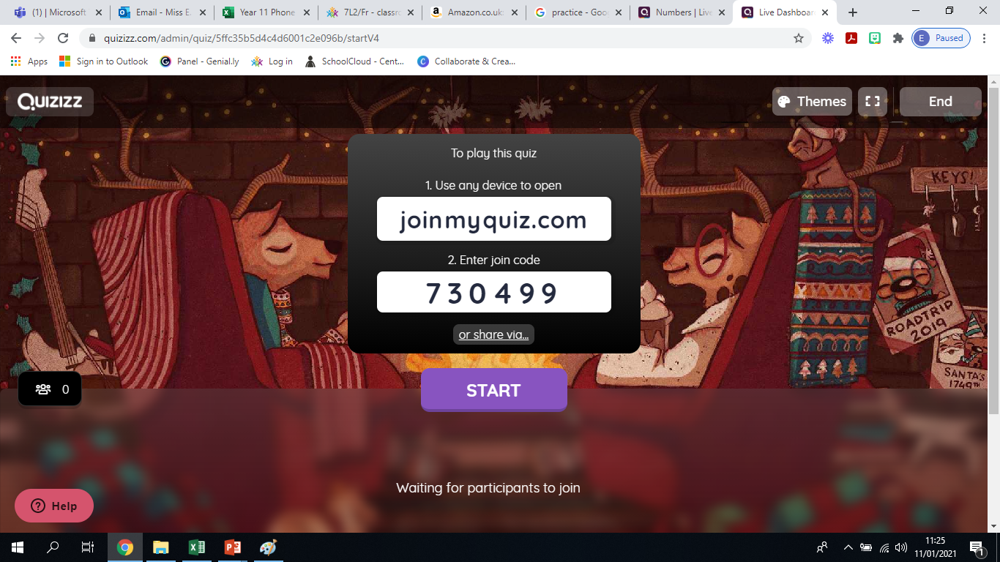 (1) | Microsoft
Email - Miss E
Year 11 Phone
7L2/Fr - classro
Amazon.co.uk:
practice - Goo
Numbers | Live
Live Dashboar
quizizz.com/admin/quiz/5ffc35b5d4c4d6001c2e096b/startV4
E Paused
Apps
Sign in to Outlook
Panel - Genial.ly
Log in
SchoolCloud - Cent...
Collaborate & Crea...
Quizizz
Themes
End
To play this quiz
1. Use any device to open
joinmyquiz.com
2. Enter join code
730499
or share via...
KEYS!
ROADTRIP
2019
SANTA'S
1749TH
0
START
Waiting for participants to join
Help
11:25
11/01/2021
1